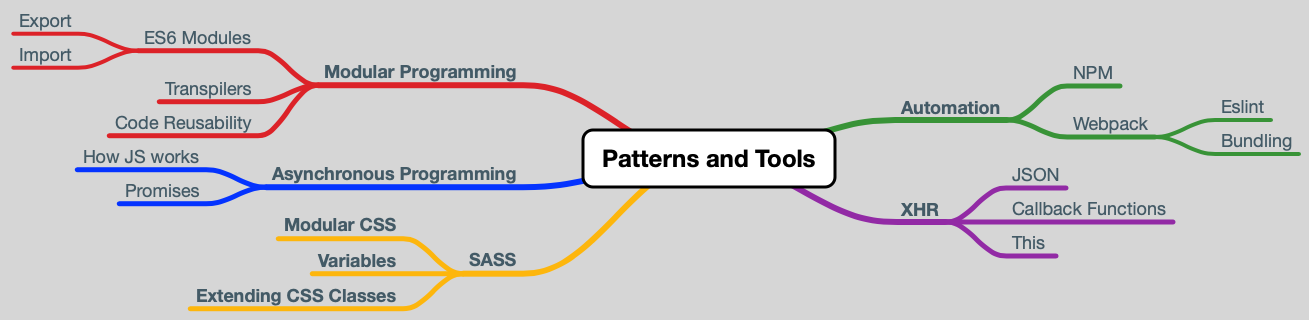 Patterns and Tools
Modular Programming
ES6 Modules
Export
Import
Transpilers
Code Reusability
Asynchronous Programming
How JS works
Promises
SASS
Modular CSS
Variables
Extending CSS Classes
Automation
NPM
Webpack
Eslint
Bundling
XHR
JSON
Callback Functions
This